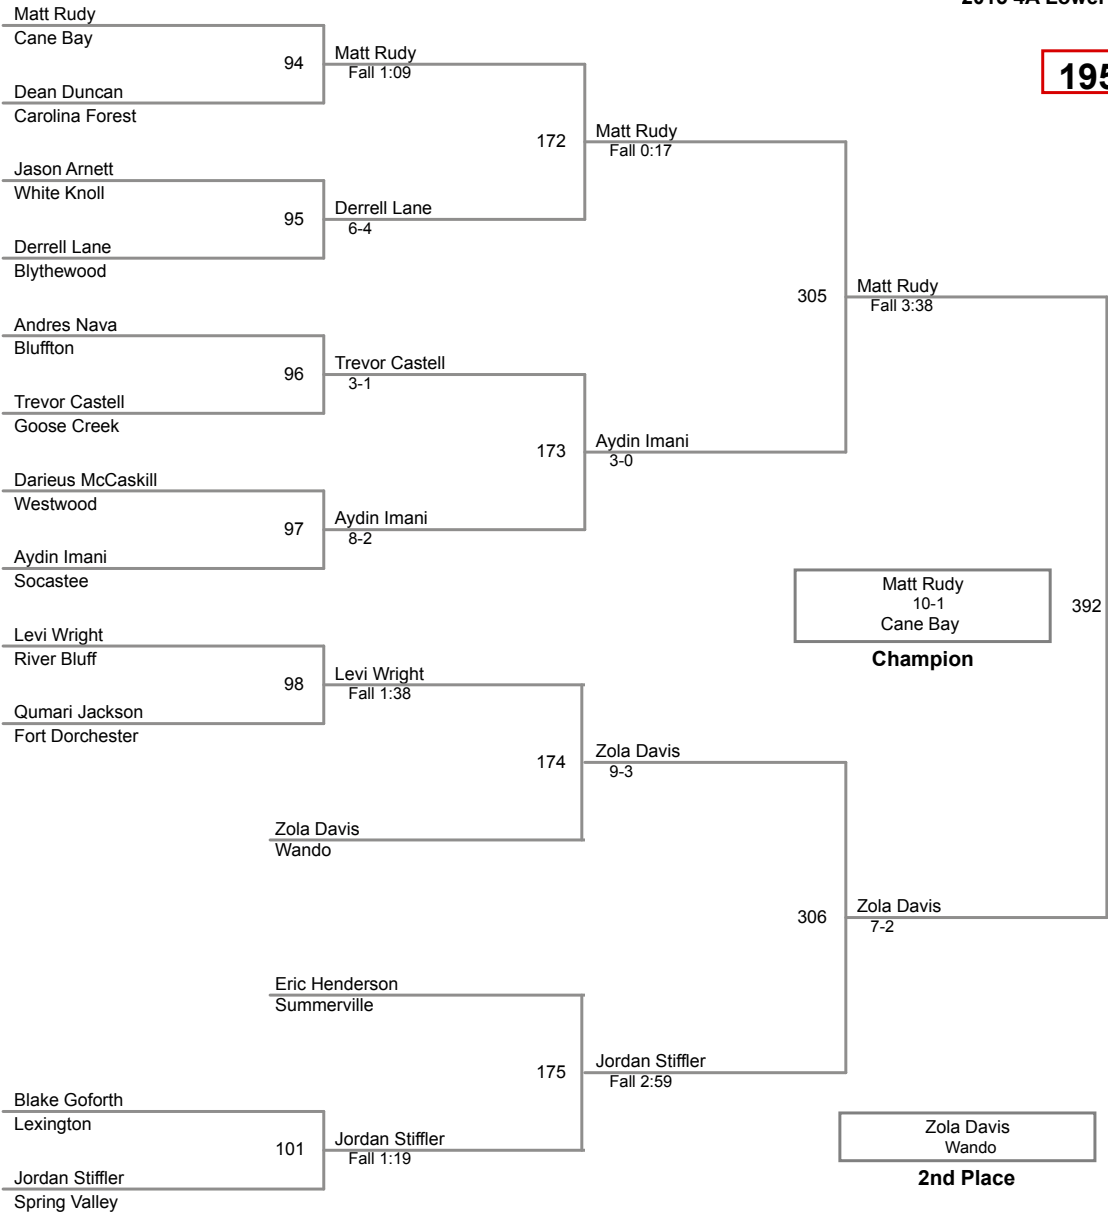 2015 4A Lower
195
Matt Rudy
Cane Bay
94
Dean Duncan
Carolina Forest
Matt Rudy
Fall 1:09
172
Jason Arnett
White Knoll
95
Derrell Lane
Blythewood
Derrell Lane
6-4
Matt Rudy
Fall 0:17
305
Andres Nava
Bluffton
96
Trevor Castell
Goose Creek
Trevor Castell
3-1
173
Darieus McCaskill
Westwood
97
Aydin Imani
Socastee
Aydin Imani
8-2
Aydin Imani
3-0
Matt Rudy
Fall 3:38
Matt Rudy
10-1
Cane Bay
Champion
392
Levi Wright
River Bluff
98
Qumari Jackson
Fort Dorchester
Levi Wright
Fall 1:38
174
Zola Davis
Wando
Zola Davis
9-3
306
Zola Davis
7-2
Eric Henderson
Summerville
175
Jordan Stiffler
Fall 2:59
Blake Goforth
Lexington
101
Jordan Stiffler
Spring Valley
Jordan Stiffler
Fall 1:19
Zola Davis
Wando
2nd Place